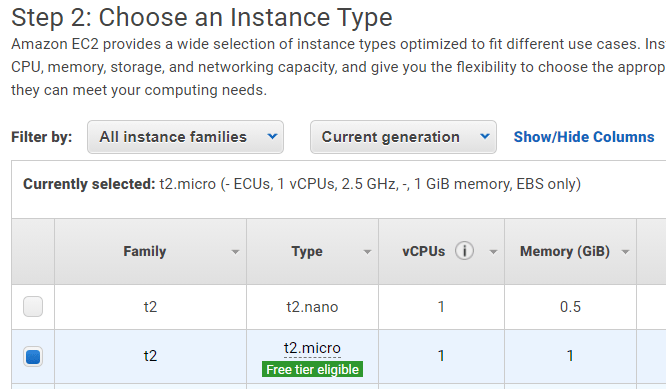 Step 2: Choose an Instance Type
Amazon EC2 provides a wide selection of instance types optimized to fit different use cases. Ins
CPU, memory, storage, and networking capacity, and give you the flexibility to choose the approp
they can meet your computing needs.
Filter by: All instance families Current generation Show/Hide Columns
Currently selected: t2.micro (- ECUs, 1 vCPUs, 2.5 GHz, -, 1 GiB memory, EBS only)
Family Type vCPUs i Memory (GiB)
t2 t2.nano 1 0.5
t2 t2.micro 1 1
Free tier eligible